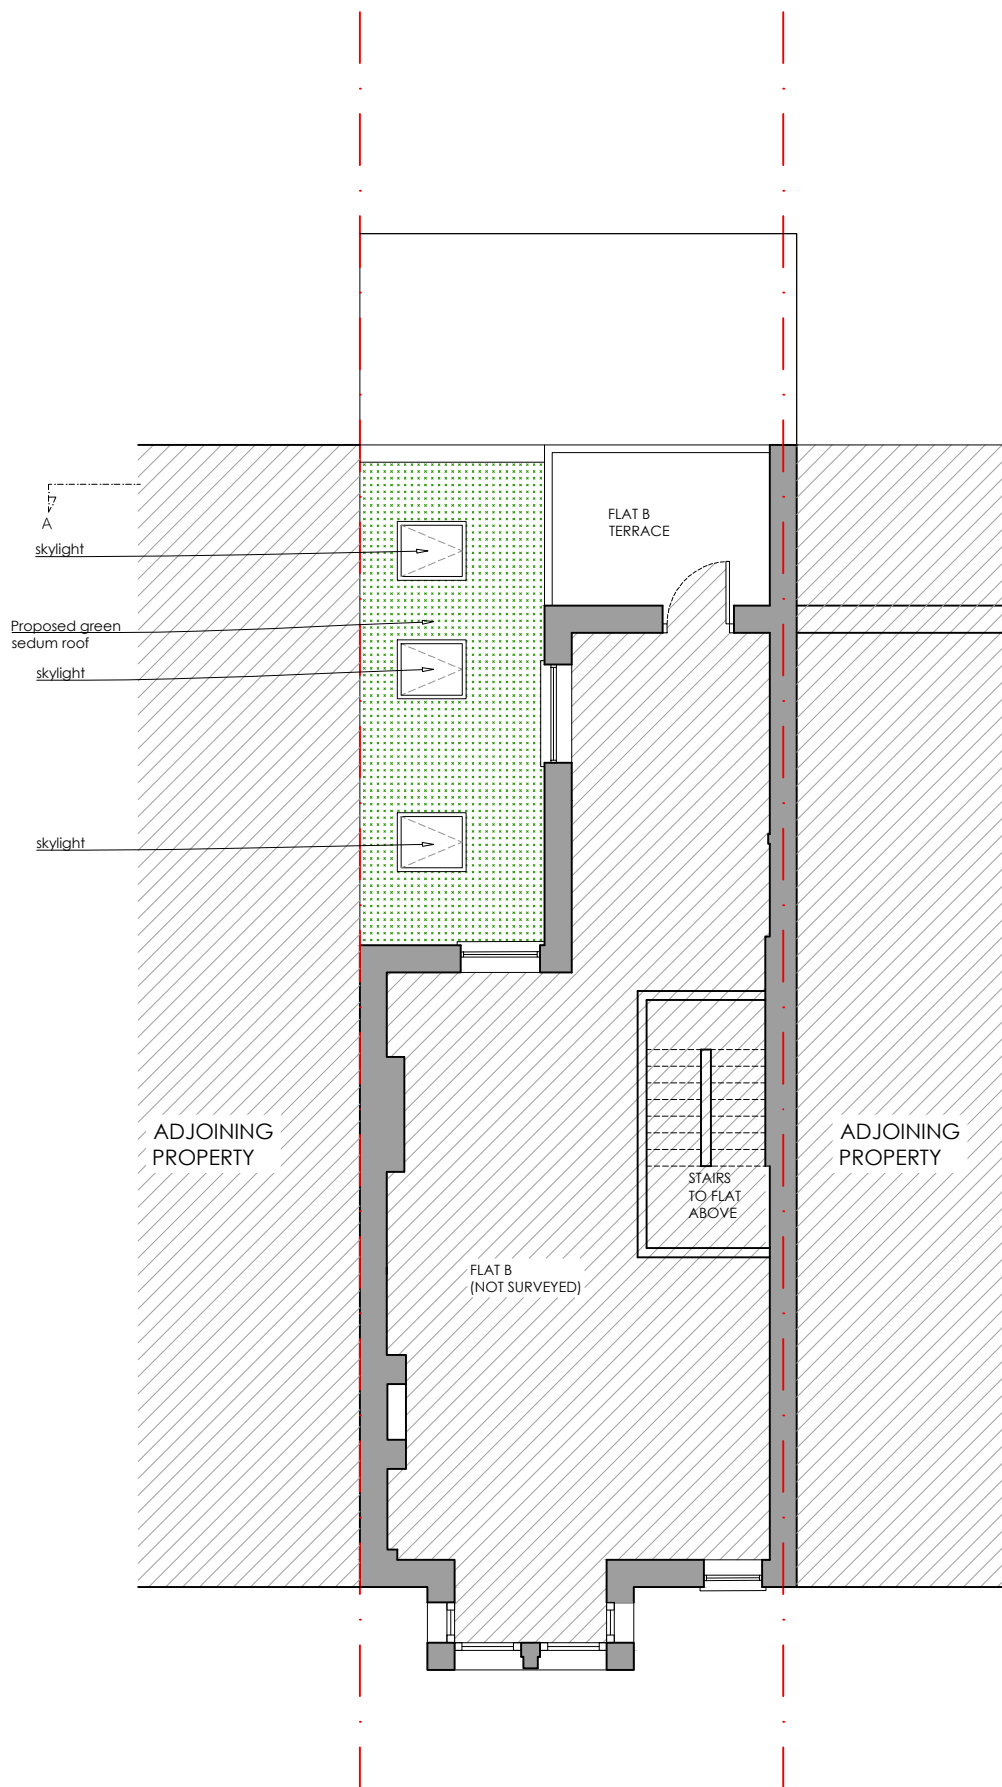 FLAT B
TERRACE
A
skylight
Proposed green
sedum roof
skylight
skylight
ADJOINING
PROPERTY
ADJOINING
PROPERTY
STAIRS
TO FLAT
ABOVE
FLAT B
(NOT SURVEYED)